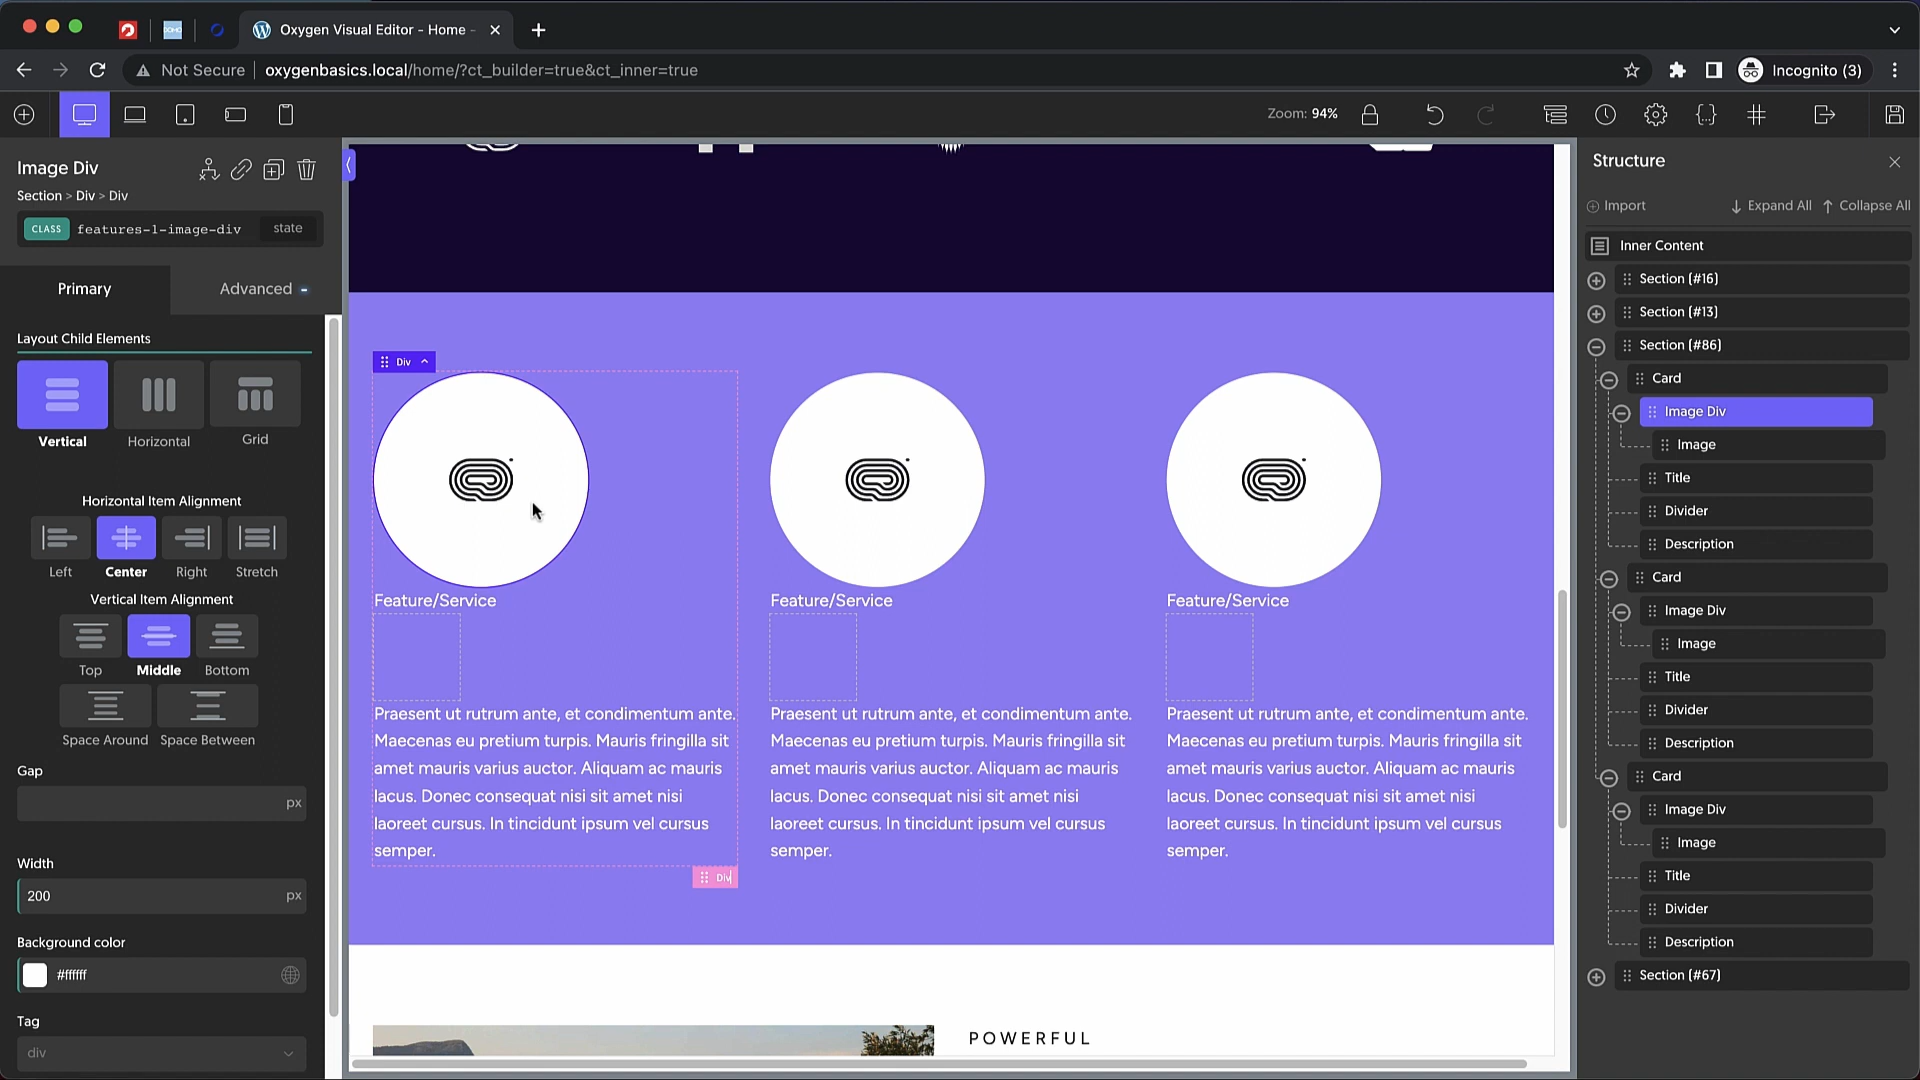 Oxygen Visual Editor - Home -
Not Secure
oxygenbasics.local/home/?ct_builder=true&ct_inner=true
Incognito (3)
Zoom: 94%
Image Div
Section > Div > Div
CLASS features-1-image-div state
Primary
Advanced
Layout Child Elements
Vertical
Horizontal
Grid
Horizontal Item Alignment
Left
Center
Right
Stretch
Vertical Item Alignment
Top
Middle
Bottom
Space Around
Space Between
Gap
px
Width
200
px
Background color
#ffffff
Tag
div
Div
Feature/Service
Praesent ut rutrum ante, et condimentum ante.
Maecenas eu pretium turpis. Mauris fringilla sit
amet mauris varius auctor. Aliquam ac mauris
lacus. Donec consequat nisi sit amet nisi
laoreet cursus. In tincidunt ipsum vel cursus
semper.
Div
Feature/Service
Praesent ut rutrum ante, et condimentum ante.
Maecenas eu pretium turpis. Mauris fringilla sit
amet mauris varius auctor. Aliquam ac mauris
lacus. Donec consequat nisi sit amet nisi
laoreet cursus. In tincidunt ipsum vel cursus
semper.
Feature/Service
Praesent ut rutrum ante, et condimentum ante.
Maecenas eu pretium turpis. Mauris fringilla sit
amet mauris varius auctor. Aliquam ac mauris
lacus. Donec consequat nisi sit amet nisi
laoreet cursus. In tincidunt ipsum vel cursus
semper.
POWERFUL
Structure
Import
Expand All
Collapse All
Inner Content
Section (#16)
Section (#13)
Section (#86)
Card
Image Div
Image
Title
Divider
Description
Card
Image Div
Image
Title
Divider
Description
Card
Image Div
Image
Title
Divider
Description
Section (#67)